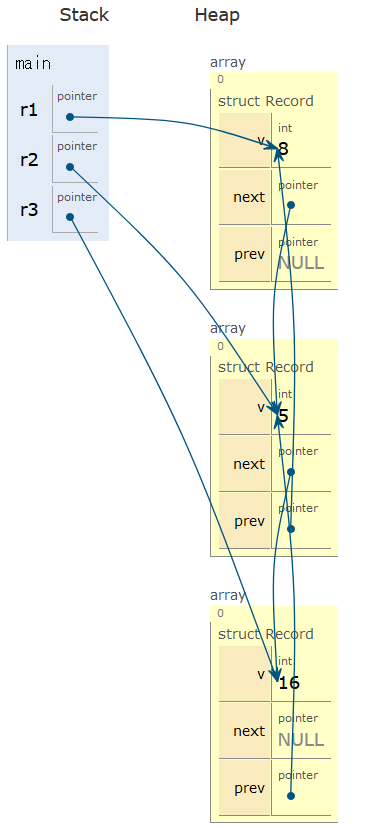 Stack Heap
main
r1 pointer
r2 pointer
r3 pointer
array
0
struct Record
v int 8
next pointer
prev pointer NULL
array
0
struct Record
v int 5
next pointer
prev pointer
array
0
struct Record
v int 16
next pointer NULL
prev pointer